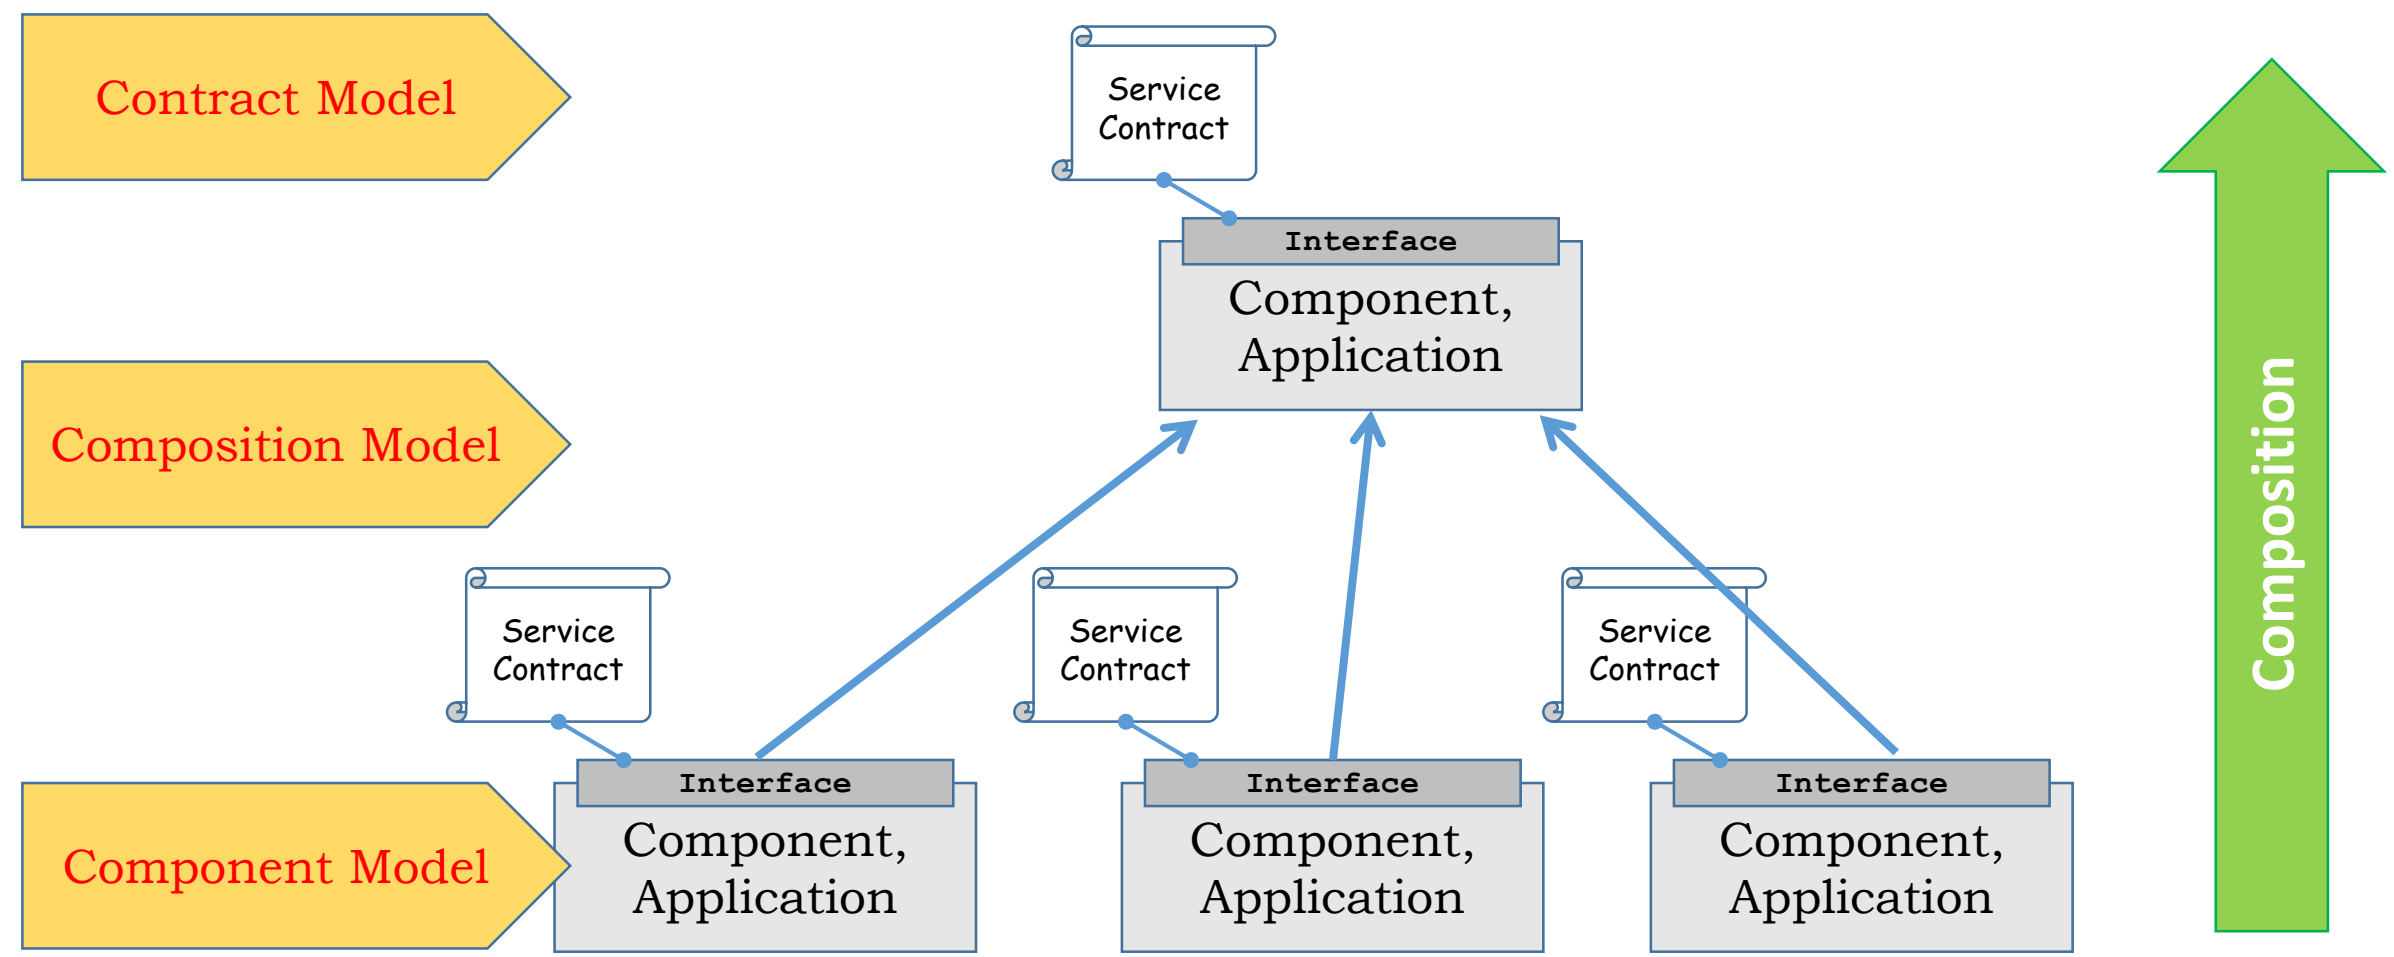 Contract Model
Service
Contract
Interface
Component,
Application
Composition Model
Composition
Service
Contract
Service
Contract
Service
Contract
Component Model
Interface
Component,
Application
Interface
Component,
Application
Interface
Component,
Application